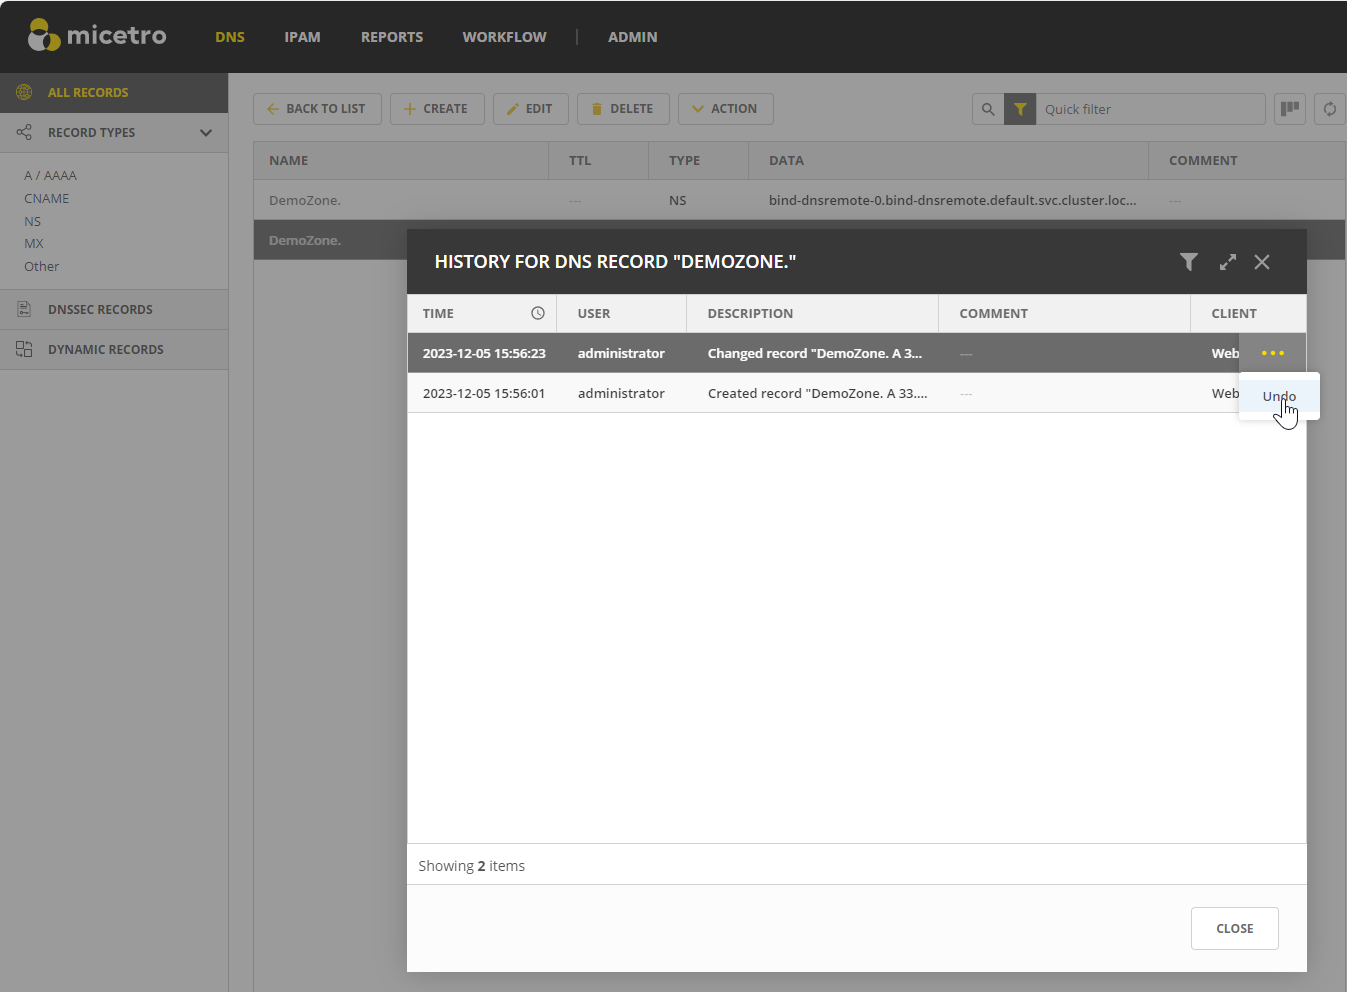 micetro DNS IPAM REPORTS WORKFLOW | ADMIN
ALL RECORDS
RECORD TYPES
A / AAAA
CNAME
NS
MX
Other
DNSSEC RECORDS
DYNAMIC RECORDS
BACK TO LIST CREATE EDIT DELETE ACTION Quick filter
NAME TTL TYPE DATA COMMENT
DemoZone. --- NS bind-dnsremote-0.bind-dnsremote.default.svc.cluster.loc... ---
DemoZone.
HISTORY FOR DNS RECORD "DEMOZONE."
TIME USER DESCRIPTION COMMENT CLIENT
2023-12-05 15:56:23 administrator Changed record "DemoZone. A 3... --- Web
2023-12-05 15:56:01 administrator Created record "DemoZone. A 33.... --- Web
Undo
Showing 2 items
CLOSE